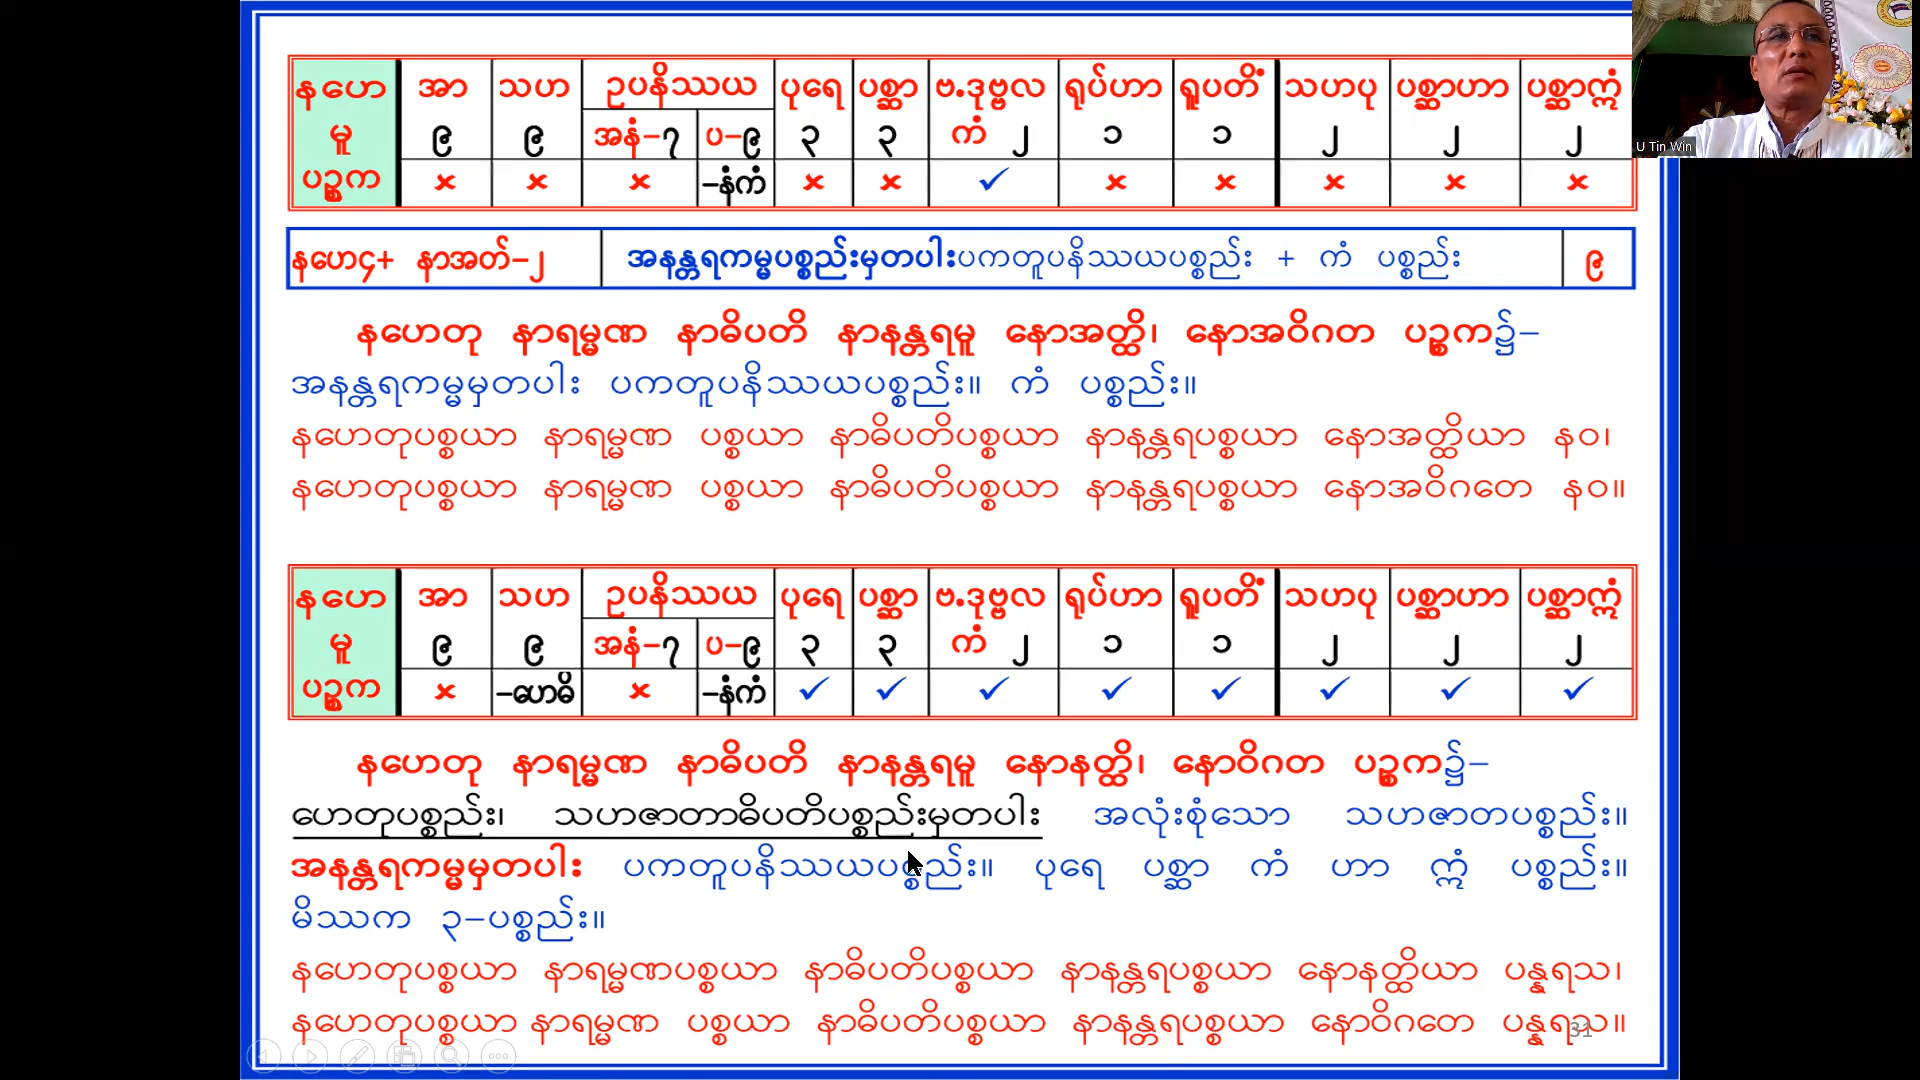 နဟေ အာ သဟ ဥပနိဿယ ပုရေ ပစ္ဆာ ဗ.ဒုဗ္ဗလ ရုပ်ဟာ ရူပတိံ သဟပု ပစ္ဆာဟာ ပစ္ဆာဣံ
မူ ၉ ၉ အနံ-၇ ပ-၉ ၃ ၃ ကံ ၂ ၁ ၁ ၂ ၂ ၂
ပဉ္စက × × × -နံကံ × × ✓ × × × × ×
U Tin Win
နဟေ၄+ နာအတ်-၂ အနန္တရကမ္မပစ္စည်းမှတပါးပကတူပနိဿယပစ္စည်း + ကံ ပစ္စည်း ၉
နဟေတု နာရမ္မဏ နာဓိပတိ နာနန္တရမူ နောအတ္ထိ၊ နောအဝိဂတ ပဉ္စက၌-
အနန္တရကမ္မမှတပါး ပကတူပနိဿယပစ္စည်း။ ကံ ပစ္စည်း။
နဟေတုပစ္စယာ နာရမ္မဏ ပစ္စယာ နာဓိပတိပစ္စယာ နာနန္တရပစ္စယာ နောအတ္ထိယာ နဝ၊
နဟေတုပစ္စယာ နာရမ္မဏ ပစ္စယာ နာဓိပတိပစ္စယာ နာနန္တရပစ္စယာ နောအဝိဂတေ နဝ။
နဟေ အာ သဟ ဥပနိဿယ ပုရေ ပစ္ဆာ ဗ.ဒုဗ္ဗလ ရုပ်ဟာ ရူပတိံ သဟပု ပစ္ဆာဟာ ပစ္ဆာဣံ
မူ ၉ ၉ အနံ-၇ ပ-၉ ၃ ၃ ကံ ၂ ၁ ၁ ၂ ၂ ၂
ပဉ္စက × -ဟေဓိ × -နံကံ ✓ ✓ ✓ ✓ ✓ ✓ ✓ ✓
နဟေတု နာရမ္မဏ နာဓိပတိ နာနန္တရမူ နောနတ္ထိ၊ နောဝိဂတ ပဉ္စက၌-
ဟေတုပစ္စည်း၊ သဟဇာတာဓိပတိပစ္စည်းမှတပါး အလုံးစုံသော သဟဇာတပစ္စည်း။
အနန္တရကမ္မမှတပါး ပကတူပနိဿယပစ္စည်း။ ပုရေ ပစ္ဆာ ကံ ဟာ ဣံ ပစ္စည်း။
မိဿက ၃-ပစ္စည်း။
နဟေတုပစ္စယာ နာရမ္မဏပစ္စယာ နာဓိပတိပစ္စယာ နာနန္တရပစ္စယာ နောနတ္ထိယာ ပန္နရသ၊
နဟေတုပစ္စယာ နာရမ္မဏ ပစ္စယာ နာဓိပတိပစ္စယာ နာနန္တရပစ္စယာ နောဝိဂတေ ပန္နရသ။
31